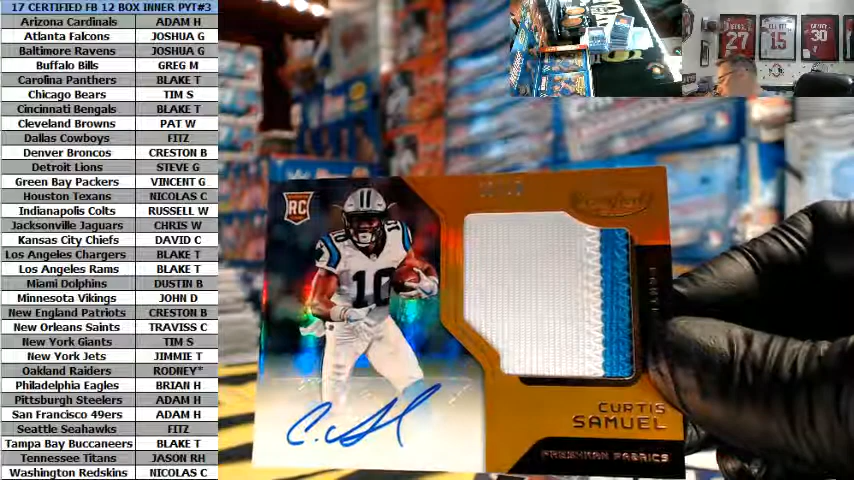 17 CERTIFIED FB 12 BOX INNER PYT#3
Arizona Cardinals ADAM H
Atlanta Falcons JOSHUA G
Baltimore Ravens JOSHUA G
Buffalo Bills GREG M
Carolina Panthers BLAKE T
Chicago Bears TIM S
Cincinnati Bengals BLAKE T
Cleveland Browns PAT W
Dallas Cowboys FITZ
Denver Broncos CRESTON B
Detroit Lions STEVE G
Green Bay Packers VINCENT G
Houston Texans NICOLAS C
Indianapolis Colts RUSSELL W
Jacksonville Jaguars CHRIS W
Kansas City Chiefs DAVID C
Los Angeles Chargers BLAKE T
Los Angeles Rams BLAKE T
Miami Dolphins DUSTIN B
Minnesota Vikings JOHN D
New England Patriots CRESTON B
New Orleans Saints TRAVISS C
New York Giants TIM S
New York Jets JIMMIE T
Oakland Raiders RODNEY*
Philadelphia Eagles BRIAN H
Pittsburgh Steelers ADAM H
San Francisco 49ers ADAM H
Seattle Seahawks FITZ
Tampa Bay Buccaneers BLAKE T
Tennessee Titans JASON RH
Washington Redskins NICOLAS C
27
15
30
RC
10
10
CURTIS
SAMUEL
FRESHMAN FABRICS